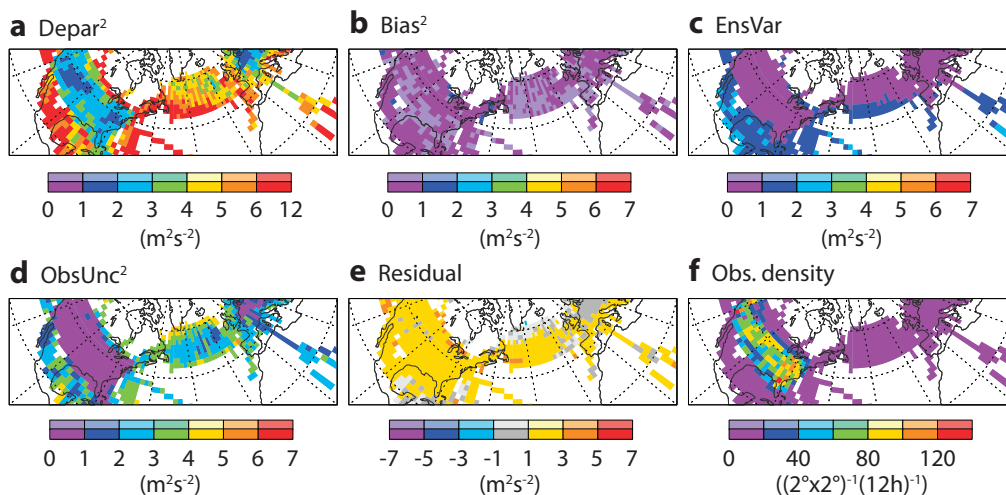 a Depar²
b Bias²
c EnsVar
0 1 2 3 4 5 6 12
(m²s⁻²)
0 1 2 3 4 5 6 7
(m²s⁻²)
0 1 2 3 4 5 6 7
(m²s⁻²)
d ObsUnc²
e Residual
f Obs. density
0 1 2 3 4 5 6 7
(m²s⁻²)
-7 -5 -3 -1 1 3 5 7
(m²s⁻²)
0 40 80 120
((2°x2°)⁻¹(12h)⁻¹)